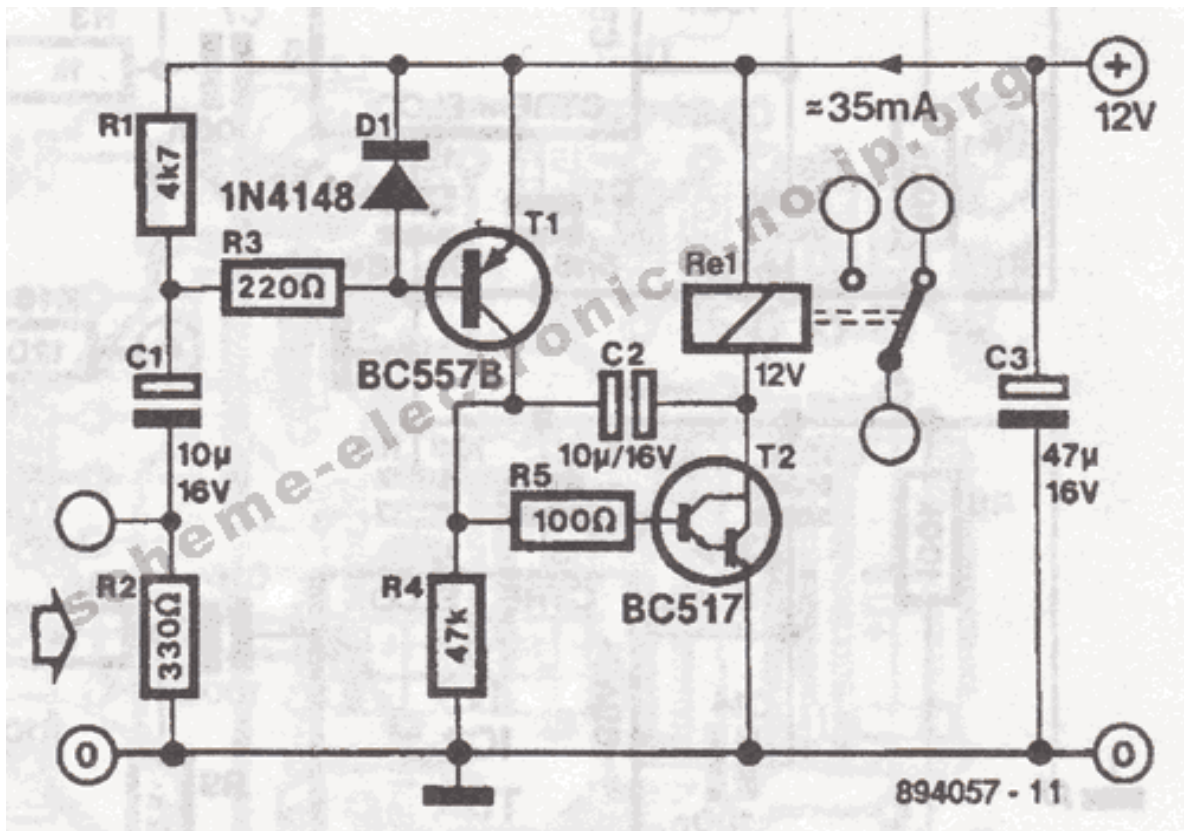 R1
4k7
D1
1N4148
R3
220Ω
T1
BC557B
C1
10µ
16V
C2
10µ/16V
Re1
12V
≈35mA
+
12V
C3
47µ
16V
T2
R5
100Ω
BC517
R2
330Ω
R4
47k
0
0
894057 - 11
scheme-electronic.no-ip.org